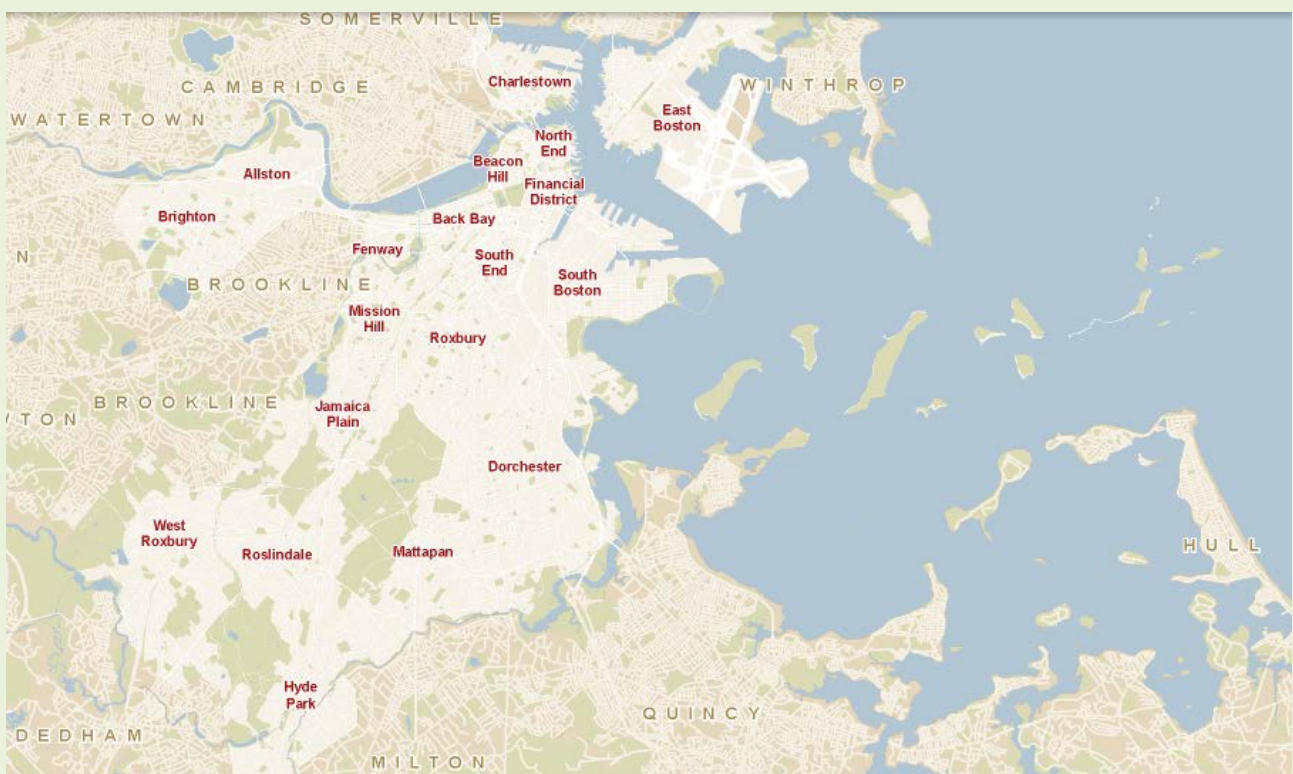 SOMERVILLE
CAMBRIDGE
Charlestown
WINTHROP
East
Boston
WATERTOWN
North
End
Beacon
Hill
Allston
Financial
District
Brighton
Back Bay
Fenway
N
South
End
South
Boston
BROOKLINE
Mission
Hill
Roxbury
BROOKLINE
Jamaica
Plain
TON
Dorchester
West
Roxbury
Roslindale
Mattapan
HULL
Hyde
Park
QUINCY
DEDHAM
MILTON